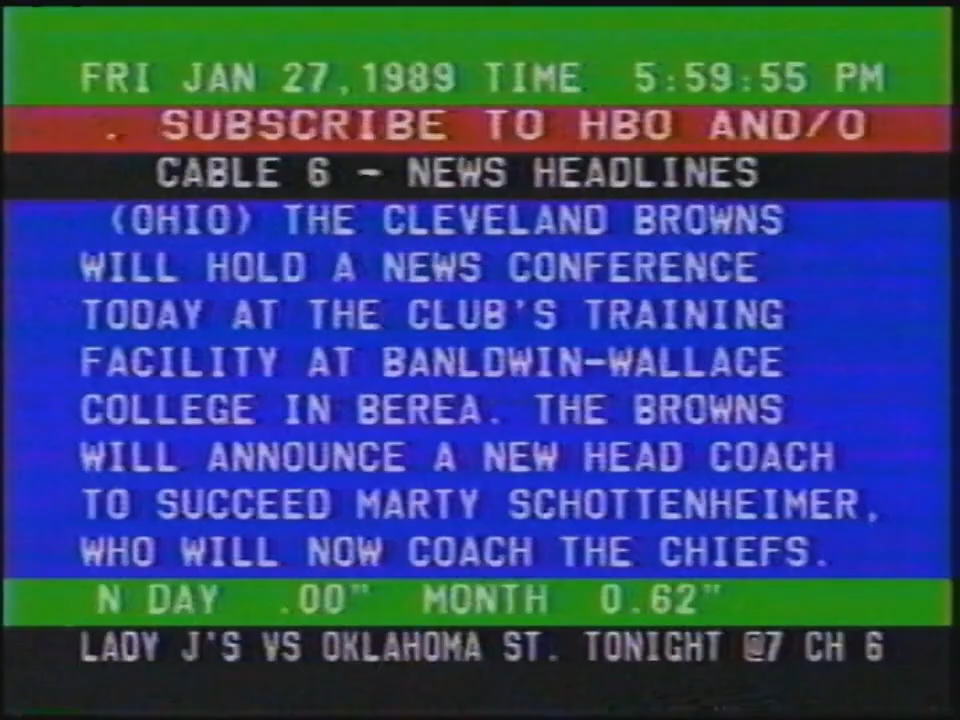 FRI JAN 27,1989 TIME 5:59:55 PM
. SUBSCRIBE TO HBO AND/O
CABLE 6 - NEWS HEADLINES
(OHIO) THE CLEVELAND BROWNS
WILL HOLD A NEWS CONFERENCE
TODAY AT THE CLUB'S TRAINING
FACILITY AT BANLDWIN-WALLACE
COLLEGE IN BEREA. THE BROWNS
WILL ANNOUNCE A NEW HEAD COACH
TO SUCCEED MARTY SCHOTTENHEIMER,
WHO WILL NOW COACH THE CHIEFS.
N DAY .00" MONTH 0.62"
LADY J'S VS OKLAHOMA ST. TONIGHT @7 CH 6